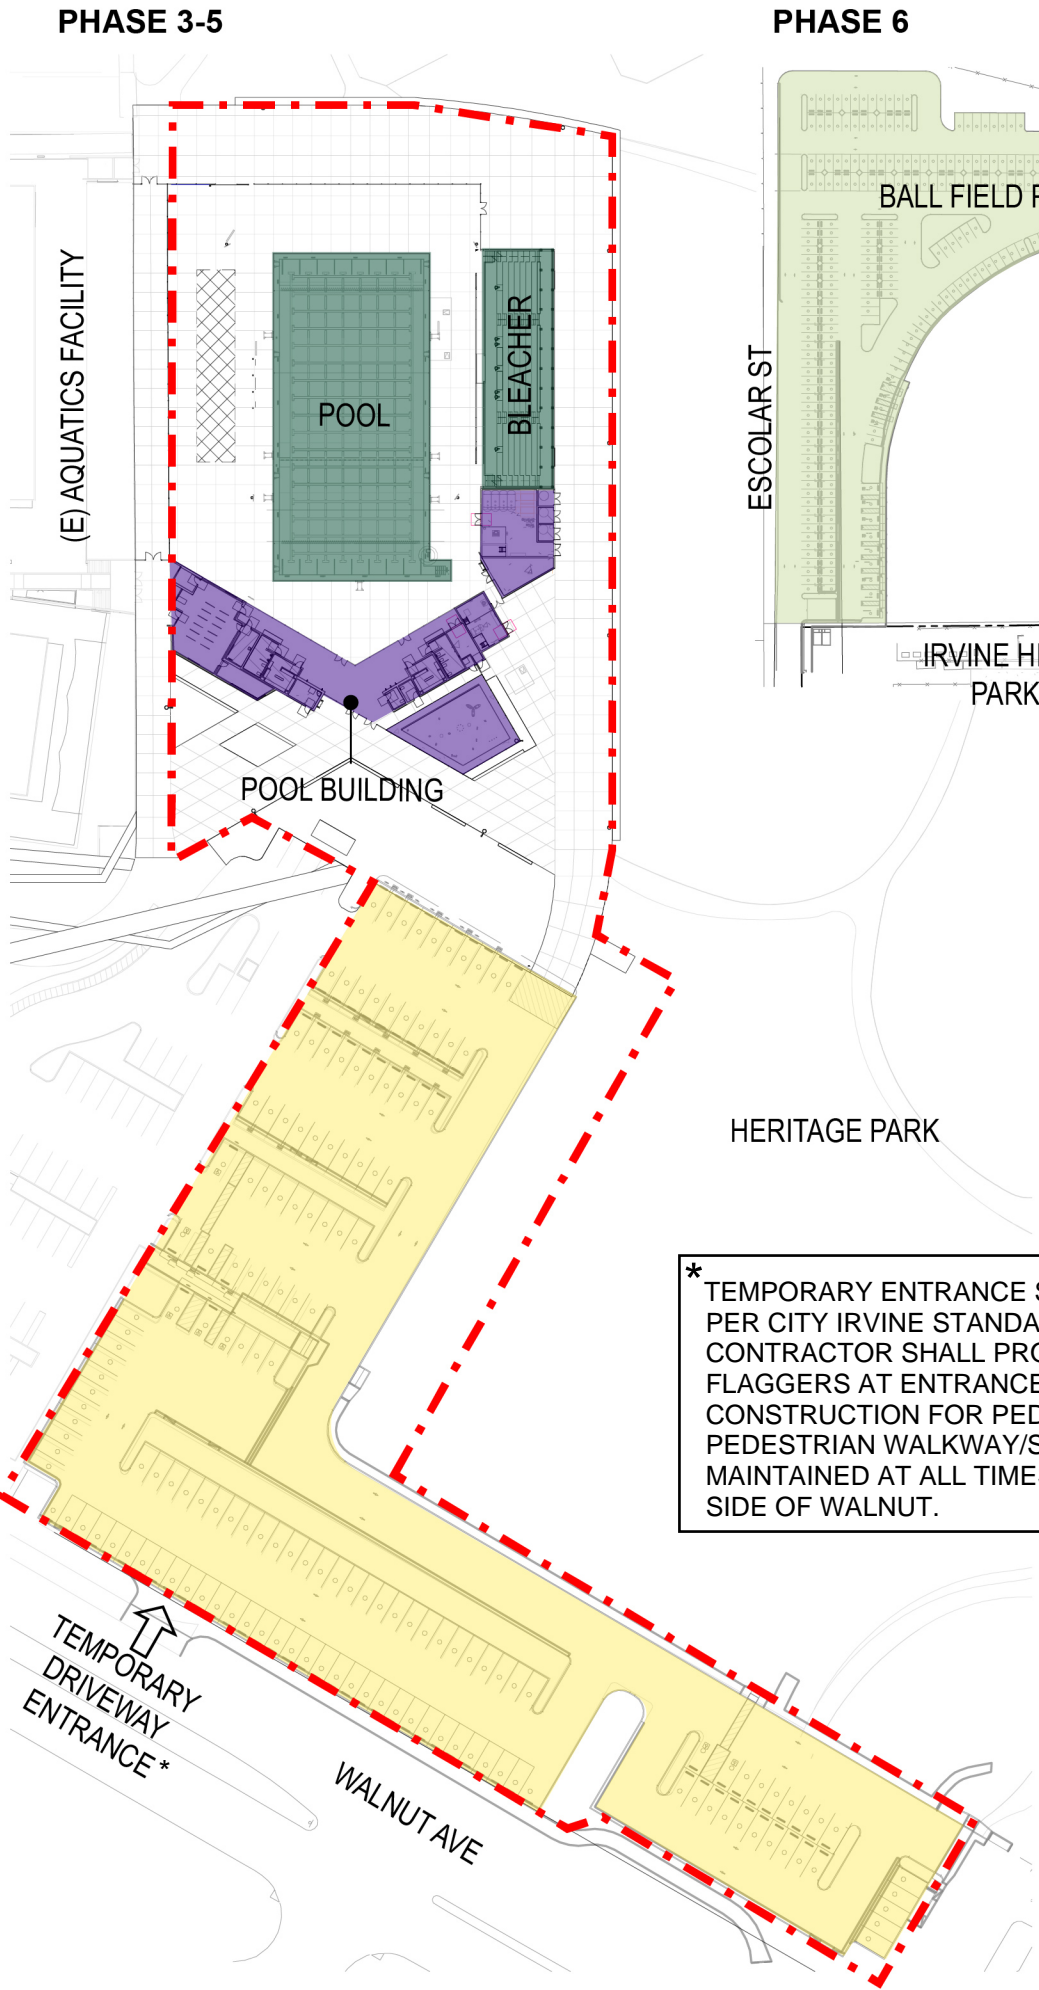 PHASE 3-5
PHASE 6
BALL FIELD
(E) AQUATICS FACILITY
POOL
BLEACHER
ESCOLAR ST
IRVINE
PARK
POOL BUILDING
HERITAGE PARK
* TEMPORARY ENTRANCE
PER CITY IRVINE
CONTRACTOR SHALL
FLAGGERS AT ENTRANCE
CONSTRUCTION FOR
PEDESTRIAN
MAINTAINED AT ALL
SIDE OF WALNUT.
TEMPORARY
DRIVEWAY
ENTRANCE *
WALNUT AVE